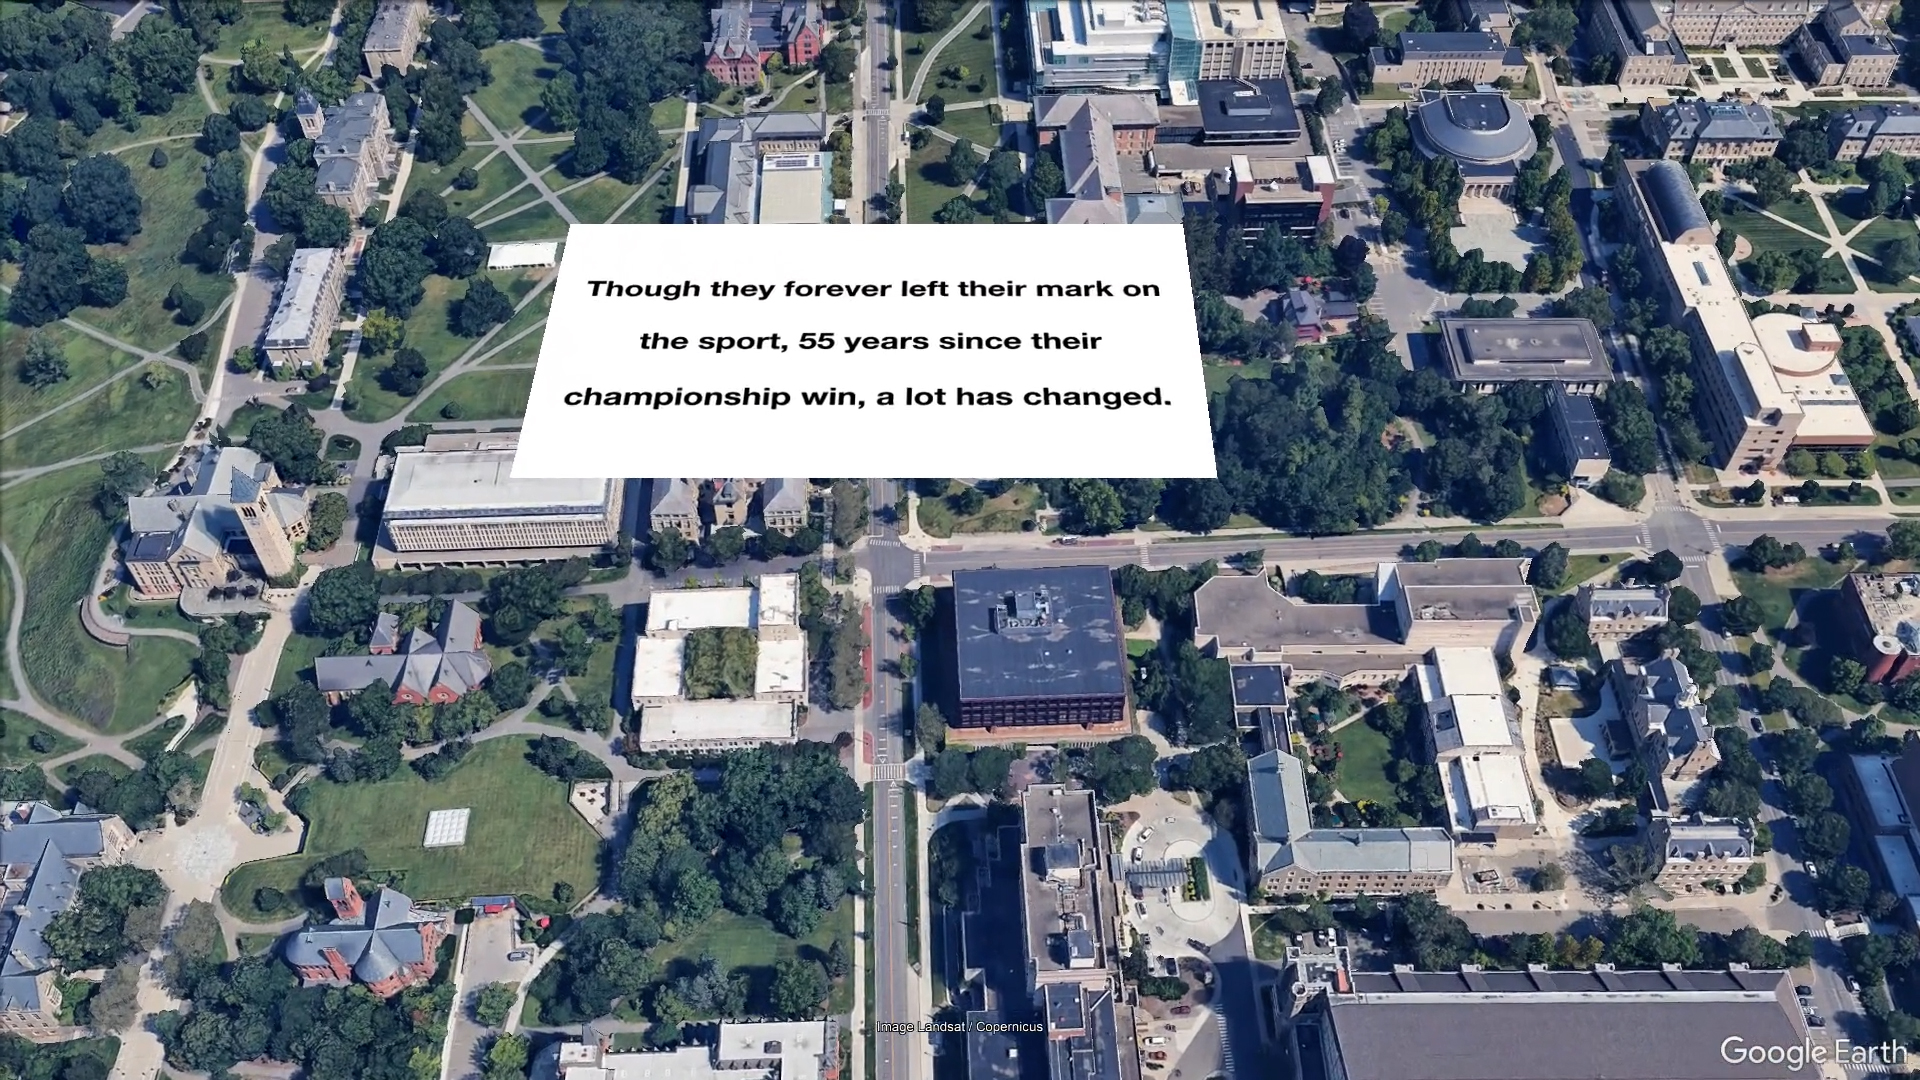 Though they forever left their mark on
the sport, 55 years since their
championship win, a lot has changed.
Image Landsat / Copernicus
Google Earth